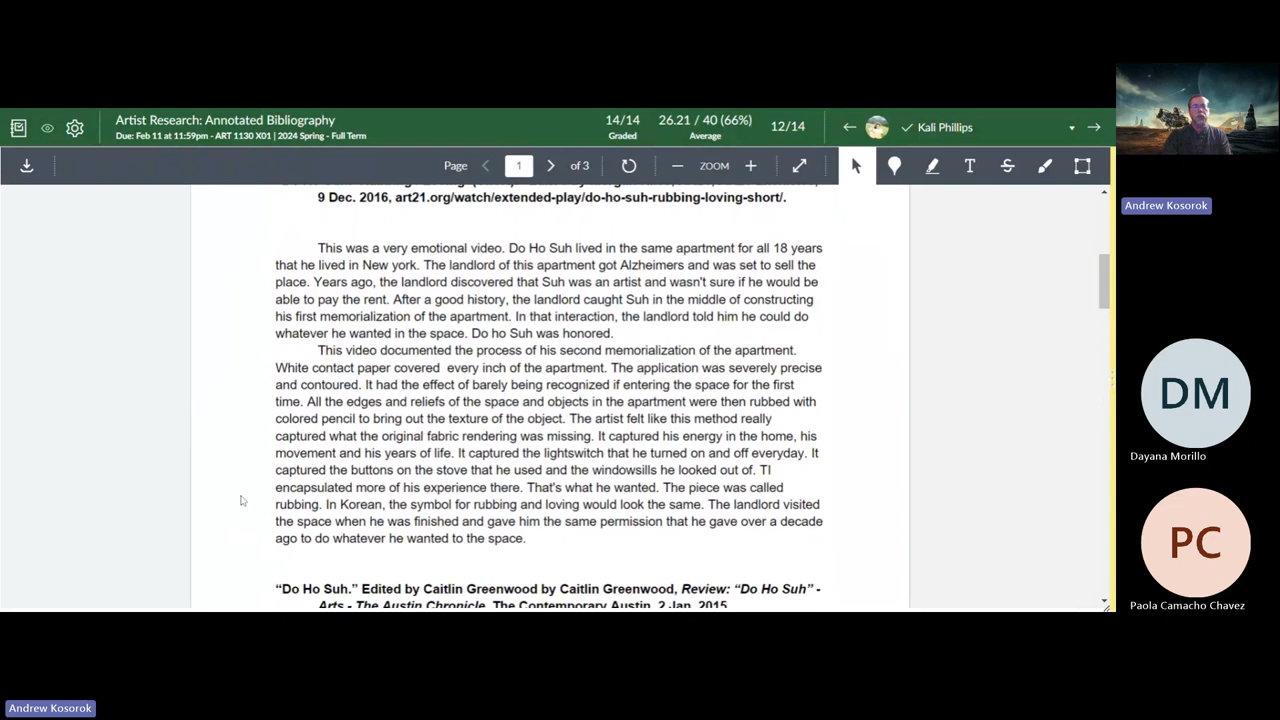 Artist Research: Annotated Bibliography
Due: Feb 11 at 11:59pm - ART 1130 X01 | 2024 Spring - Full Term
14/14
Graded
26.21 / 40 (66%)
Average
12/14
Kali Phillips
Page
1
of 3
ZOOM
9 Dec. 2016, art21.org/watch/extended-play/do-ho-suh-rubbing-loving-short/.
This was a very emotional video. Do Ho Suh lived in the same apartment for all 18 years
that he lived in New york. The landlord of this apartment got Alzheimers and was set to sell the
place. Years ago, the landlord discovered that Suh was an artist and wasn't sure if he would be
able to pay the rent. After a good history, the landlord caught Suh in the middle of constructing
his first memorialization of the apartment. In that interaction, the landlord told him he could do
whatever he wanted in the space. Do ho Suh was honored.
This video documented the process of his second memorialization of the apartment.
White contact paper covered  every inch of the apartment. The application was severely precise
and contoured. It had the effect of barely being recognized if entering the space for the first
time. All the edges and reliefs of the space and objects in the apartment were then rubbed with
colored pencil to bring out the texture of the object. The artist felt like this method really
captured what the original fabric rendering was missing. It captured his energy in the home, his
movement and his years of life. It captured the lightswitch that he turned on and off everyday. It
captured the buttons on the stove that he used and the windowsills he looked out of. TI
encapsulated more of his experience there. That's what he wanted. The piece was called
rubbing. In Korean, the symbol for rubbing and loving would look the same. The landlord visited
the space when he was finished and gave him the same permission that he gave over a decade
ago to do whatever he wanted to the space.
“Do Ho Suh.” Edited by Caitlin Greenwood by Caitlin Greenwood, Review: “Do Ho Suh” -
Arts - The Austin Chronicle, The Contemporary Austin, 2 Jan. 2015,
Andrew Kosorok
DM
Dayana Morillo
PC
Paola Camacho Chavez
Andrew Kosorok